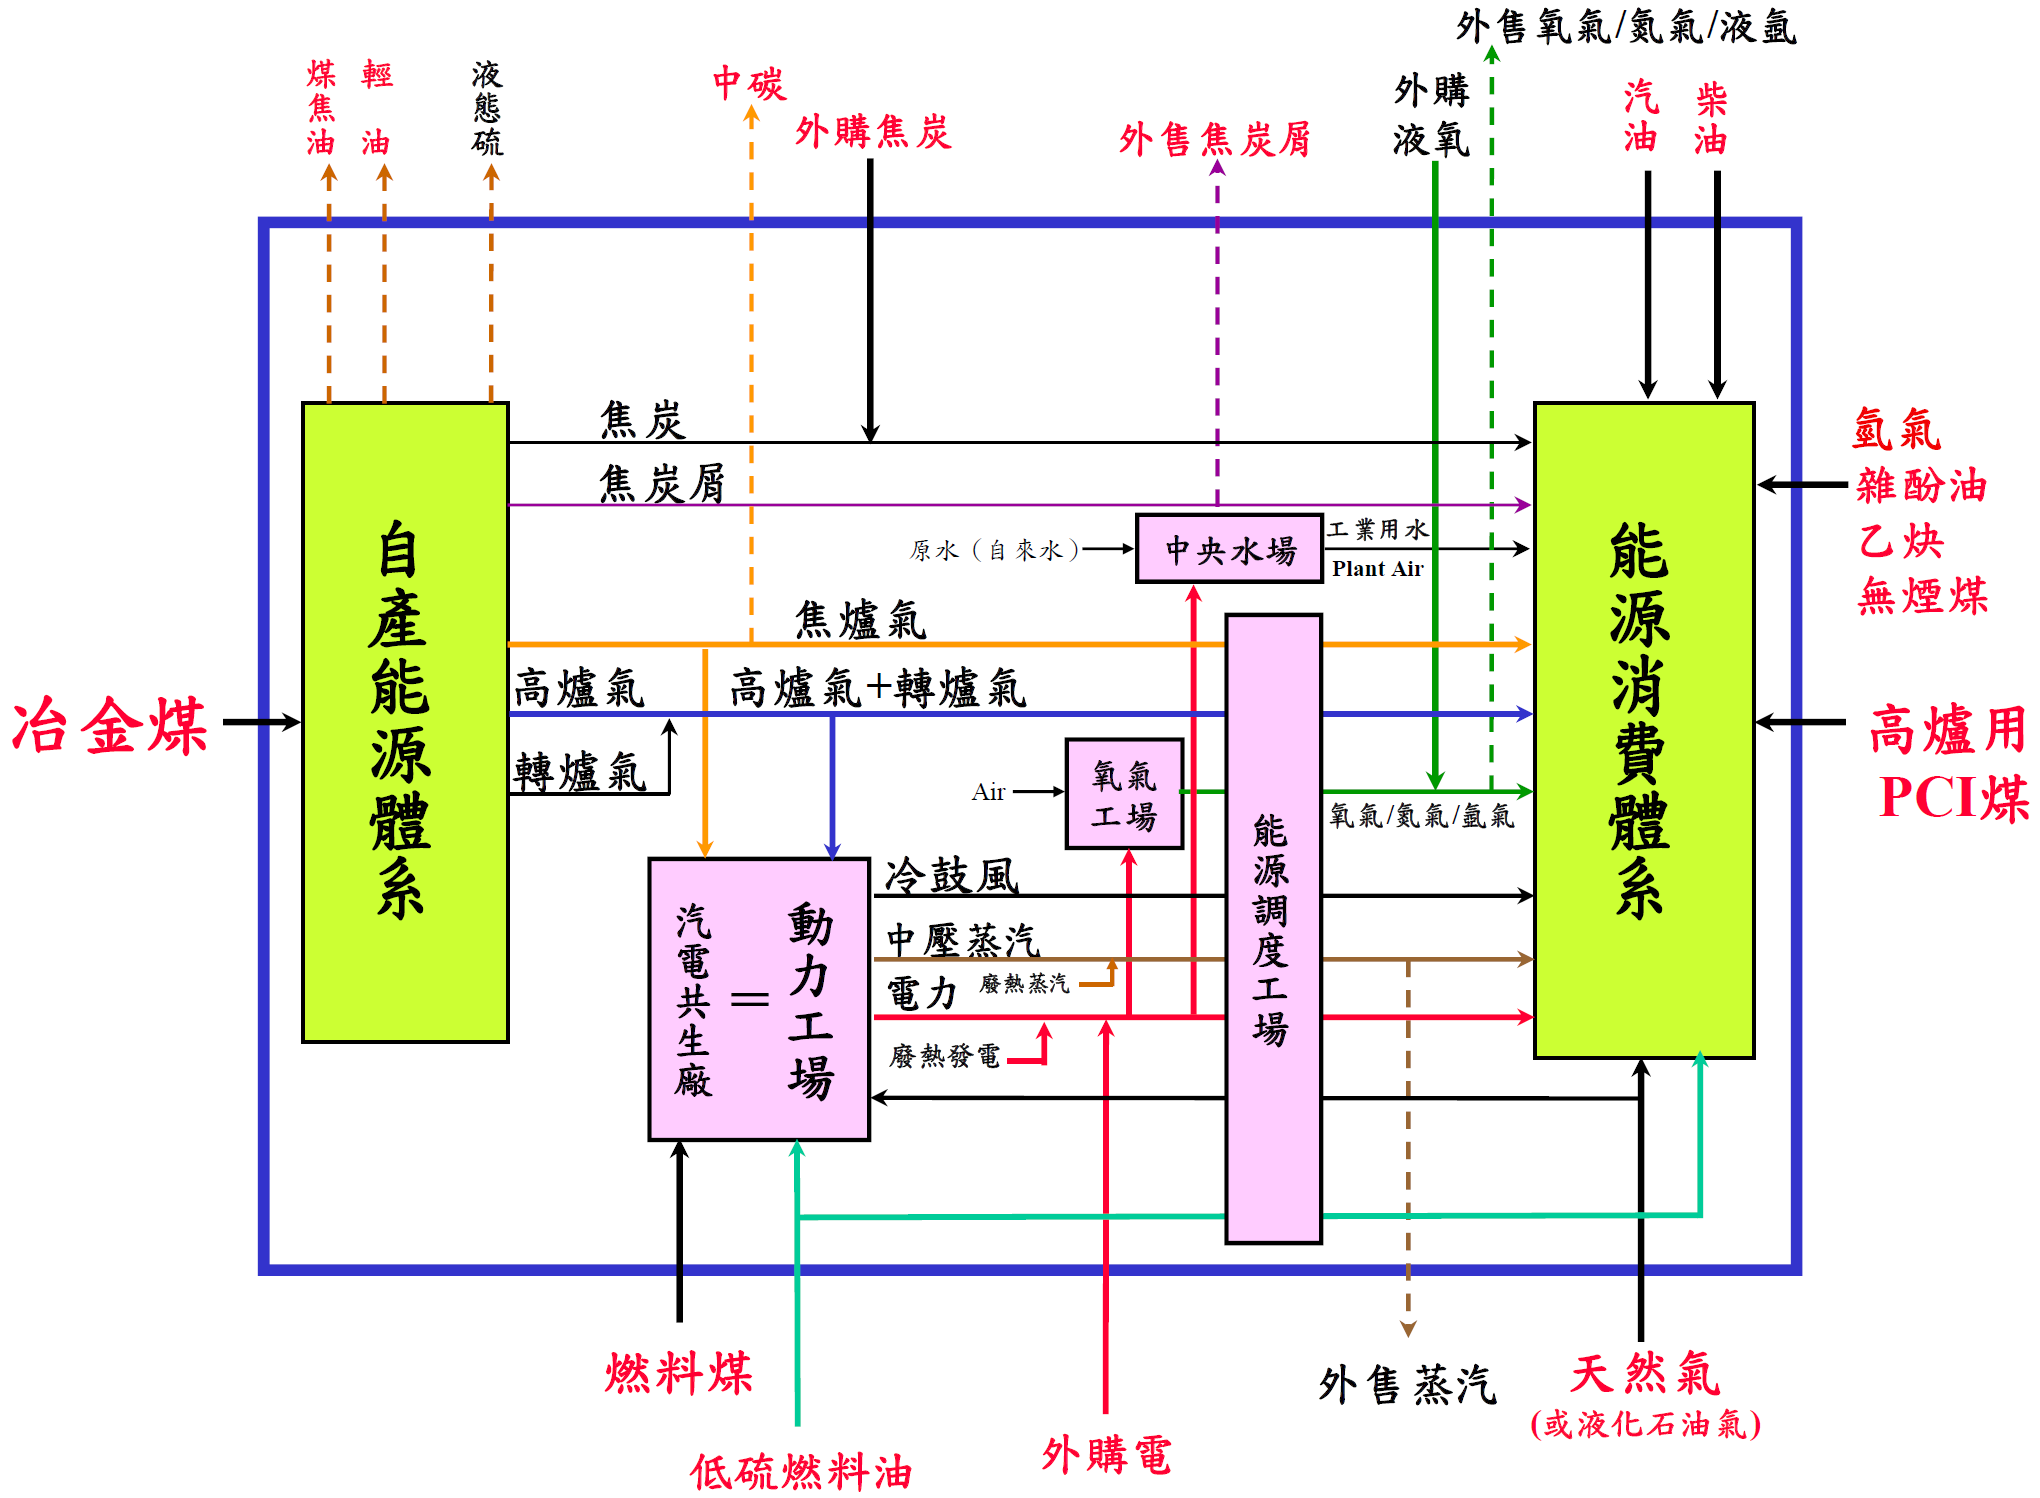 外售氧氣/氮氣/液氬
煤焦油
輕油
液態硫
中碳
外購焦炭
外售焦炭屑
外購
液氧
汽油
柴油
焦炭
焦炭屑
自產能源體系
能源消費體系
氫氣
雜酚油
乙炔
無煙煤
原水（自來水）
中央水場
工業用水
Plant Air
焦爐氣
高爐氣
高爐氣+轉爐氣
轉爐氣
冶金煤
高爐用
PCI煤
Air
氧氣
工場
氧氣/氮氣/氬氣
能源調度工場
汽電共生廠
=
動力工場
冷鼓風
中壓蒸汽
廢熱蒸汽
電力
廢熱發電
燃料煤
低硫燃料油
外購電
外售蒸汽
天然氣
(或液化石油氣)